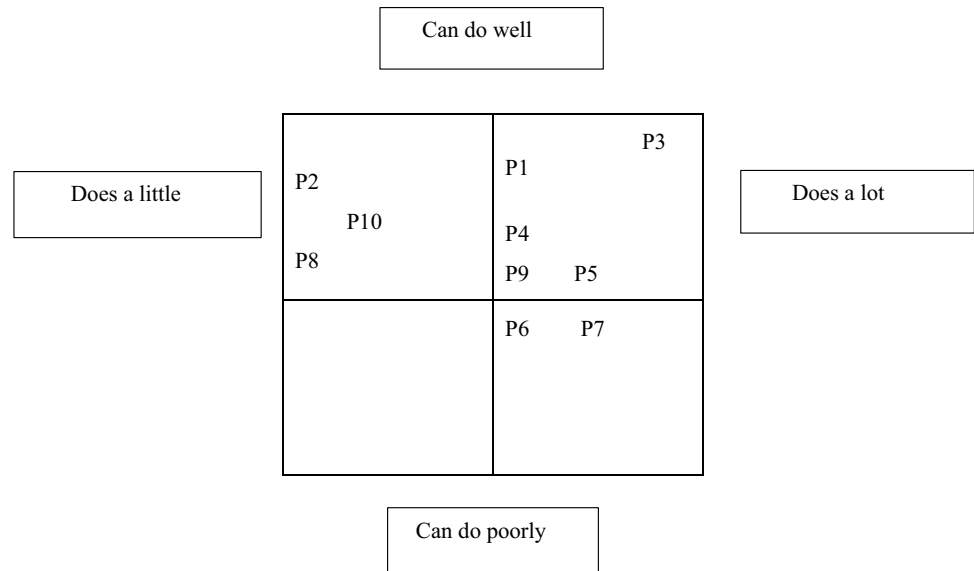 Can do well
P3
P1
Does a little
P2
Does a lot
P10
P4
P8
P9 P5
P6 P7
Can do poorly